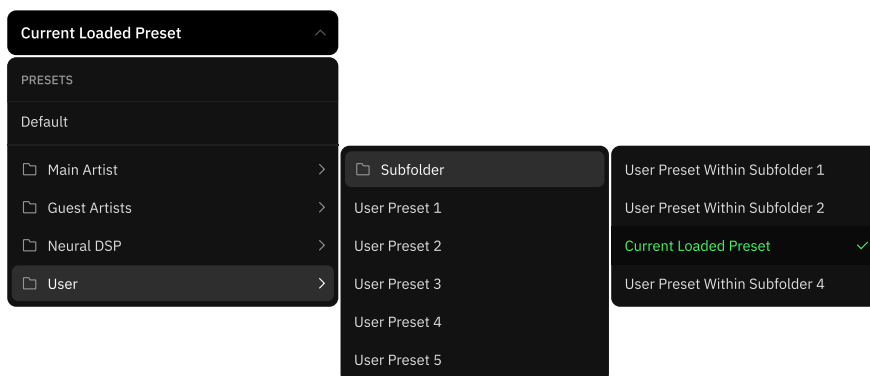 Current Loaded Preset
PRESETS
Default
Main Artist
Guest Artists
Neural DSP
User
Subfolder
User Preset 1
User Preset 2
User Preset 3
User Preset 4
User Preset 5
User Preset Within Subfolder 1
User Preset Within Subfolder 2
Current Loaded Preset
User Preset Within Subfolder 4